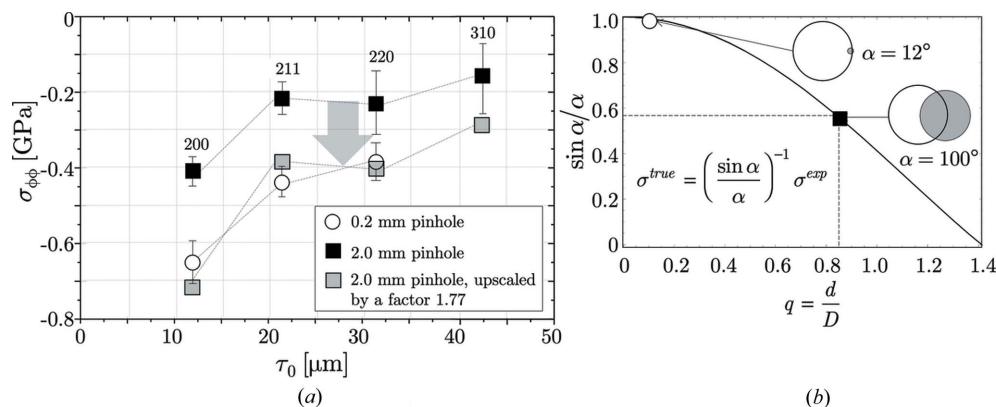 0
-0.2
-0.4
-0.6
-0.8
σϕϕ [GPa]
200
211
220
310
0.2 mm pinhole
2.0 mm pinhole
2.0 mm pinhole, upscaled
by a factor 1.77
0 10 20 30 40 50
τ0 [μm]
(a)
b)
1.0
0.8
0.6
0.4
0.2
0
sin α/α
α = 12°
α = 100°
σ^true = (sin α / α)^−1 σ^exp
0 0.2 0.4 0.6 0.8 1.0 1.2 1.4
q = d/D
(b)